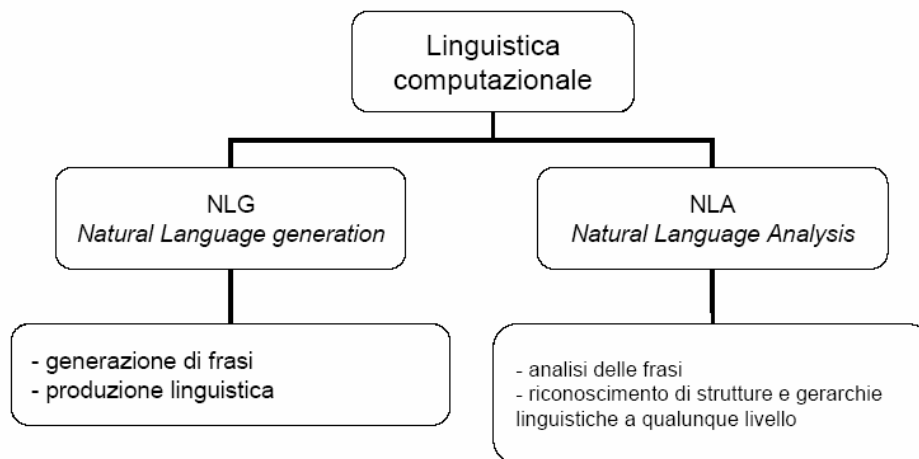 Linguistica
computazionale
NLG
Natural Language generation
NLA
Natural Language Analysis
- generazione di frasi
- produzione linguistica
- analisi delle frasi
- riconoscimento di strutture e gerarchie
linguistiche a qualunque livello